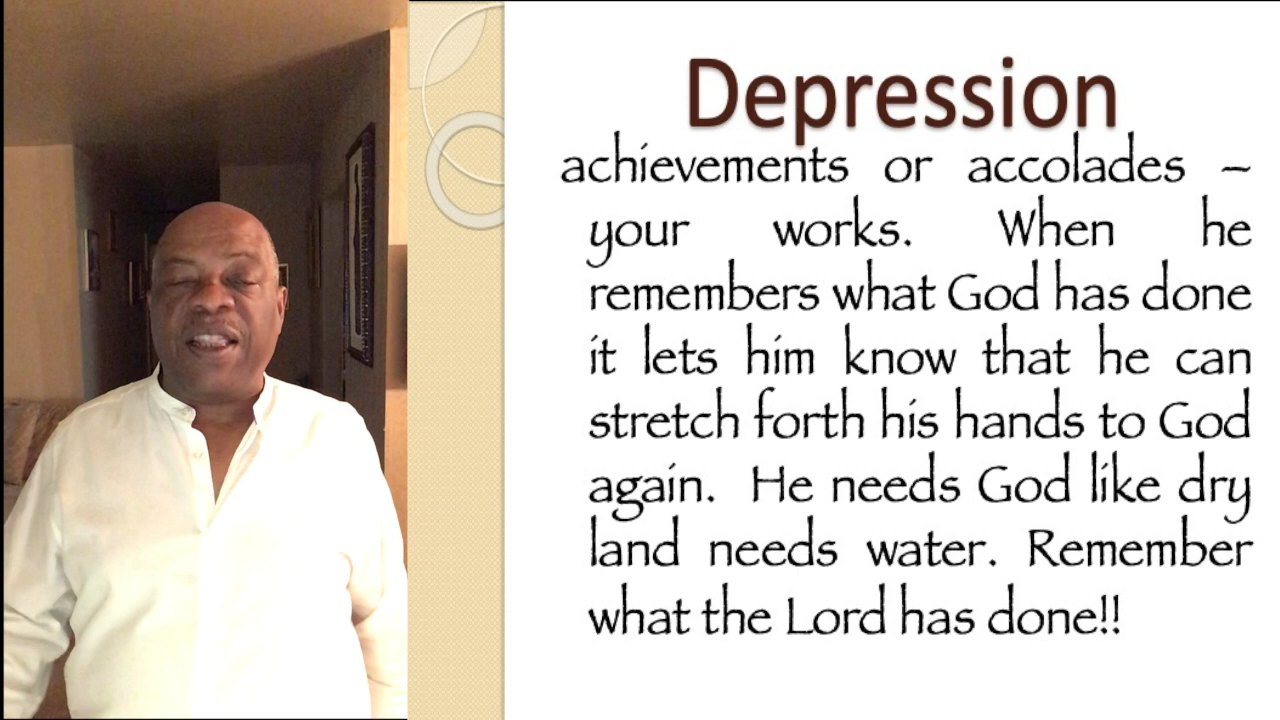 Depression
achievements or accolades –
your works. When he
remembers what God has done
it lets him know that he can
stretch forth his hands to God
again. He needs God like dry
land needs water. Remember
what the Lord has done!!